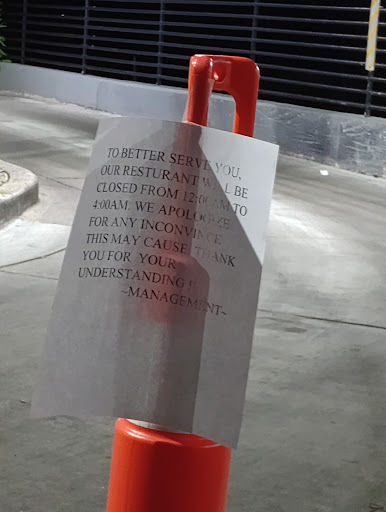 TO BETTER SERVE YOU,
OUR RESTURANT WILL BE
CLOSED FROM 12:00AM TO
4:00AM. WE APOLOGIZE
FOR ANY INCONVINCE
THIS MAY CAUSE. THANK
YOU FOR YOUR
UNDERSTANDING
~MANAGEMENT~